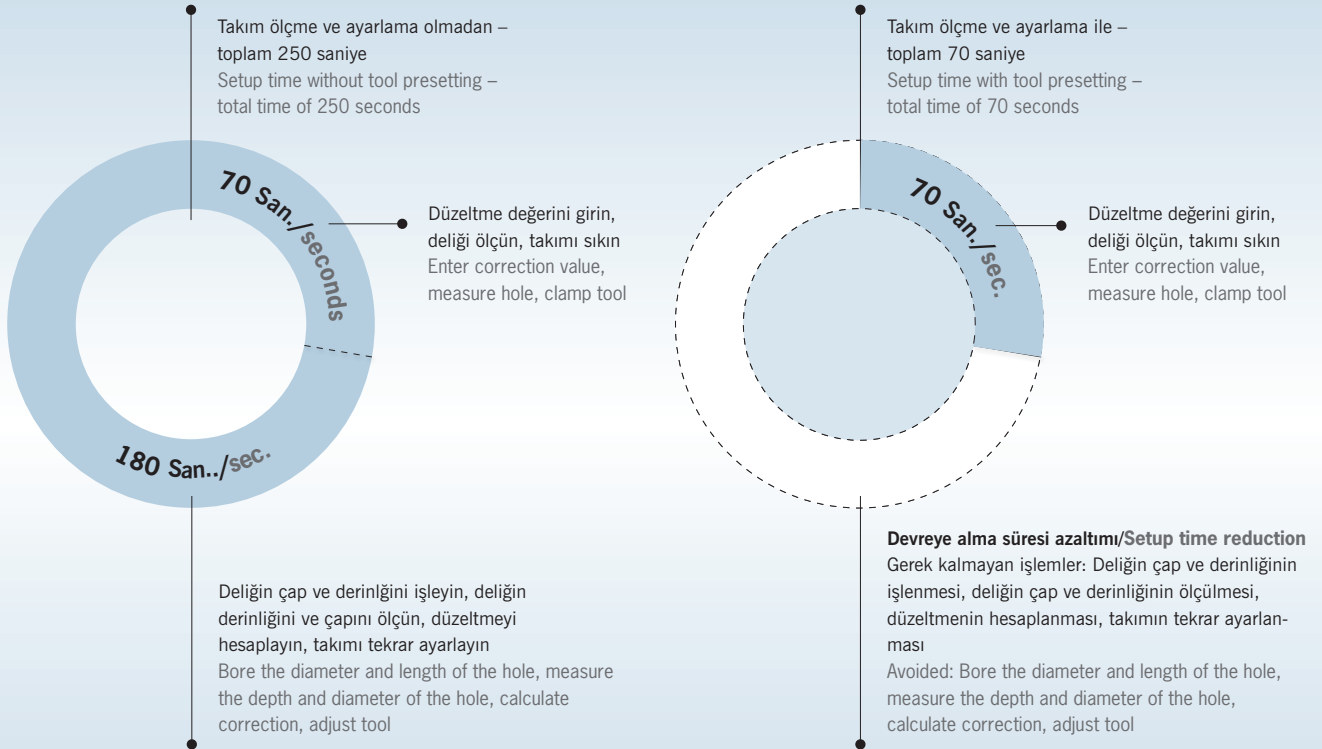 Takım ölçme ve ayarlama olmadan –
toplam 250 saniye
Setup time without tool presetting –
total time of 250 seconds
70 San./seconds
Düzeltme değerini girin,
deliği ölçün, takımı sıkın
Enter correction value,
measure hole, clamp tool
180 San../sec.
Deliğin çap ve derinlğini işleyin, deliğin
derinliğini ve çapını ölçün, düzeltmeyi
hesaplayın, takımı tekrar ayarlayın
Bore the diameter and length of the hole, measure
the depth and diameter of the hole, calculate
correction, adjust tool
Takım ölçme ve ayarlama ile –
toplam 70 saniye
Setup time with tool presetting –
total time of 70 seconds
70 San./sec.
Düzeltme değerini girin,
deliği ölçün, takımı sıkın
Enter correction value,
measure hole, clamp tool
Devreye alma süresi azaltımı/Setup time reduction
Gerek kalmayan işlemler: Deliğin çap ve derinliğinin
işlenmesi, deliğin çap ve derinliğinin ölçülmesi,
düzeltmenin hesaplanması, takımın tekrar ayarlan-
ması
Avoided: Bore the diameter and length of the hole,
measure the depth and diameter of the hole,
calculate correction, adjust tool